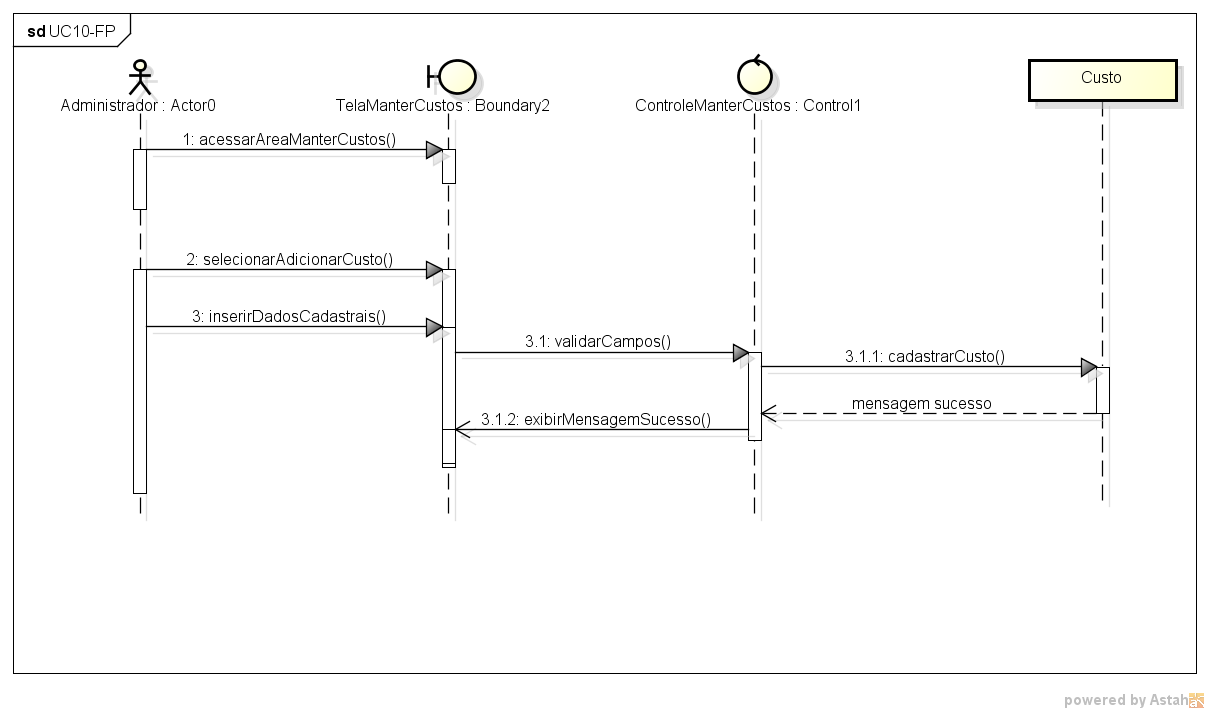 sd UC10-FP
Administrador : Actor0
TelaManterCustos : Boundary2
ControleManterCustos : Control1
Custo
1: acessarAreaManterCustos()
2: selecionarAdicionarCusto()
3: inserirDadosCadastrais()
3.1: validarCampos()
3.1.1: cadastrarCusto()
mensagem sucesso
3.1.2: exibirMensagemSucesso()
powered by Astah